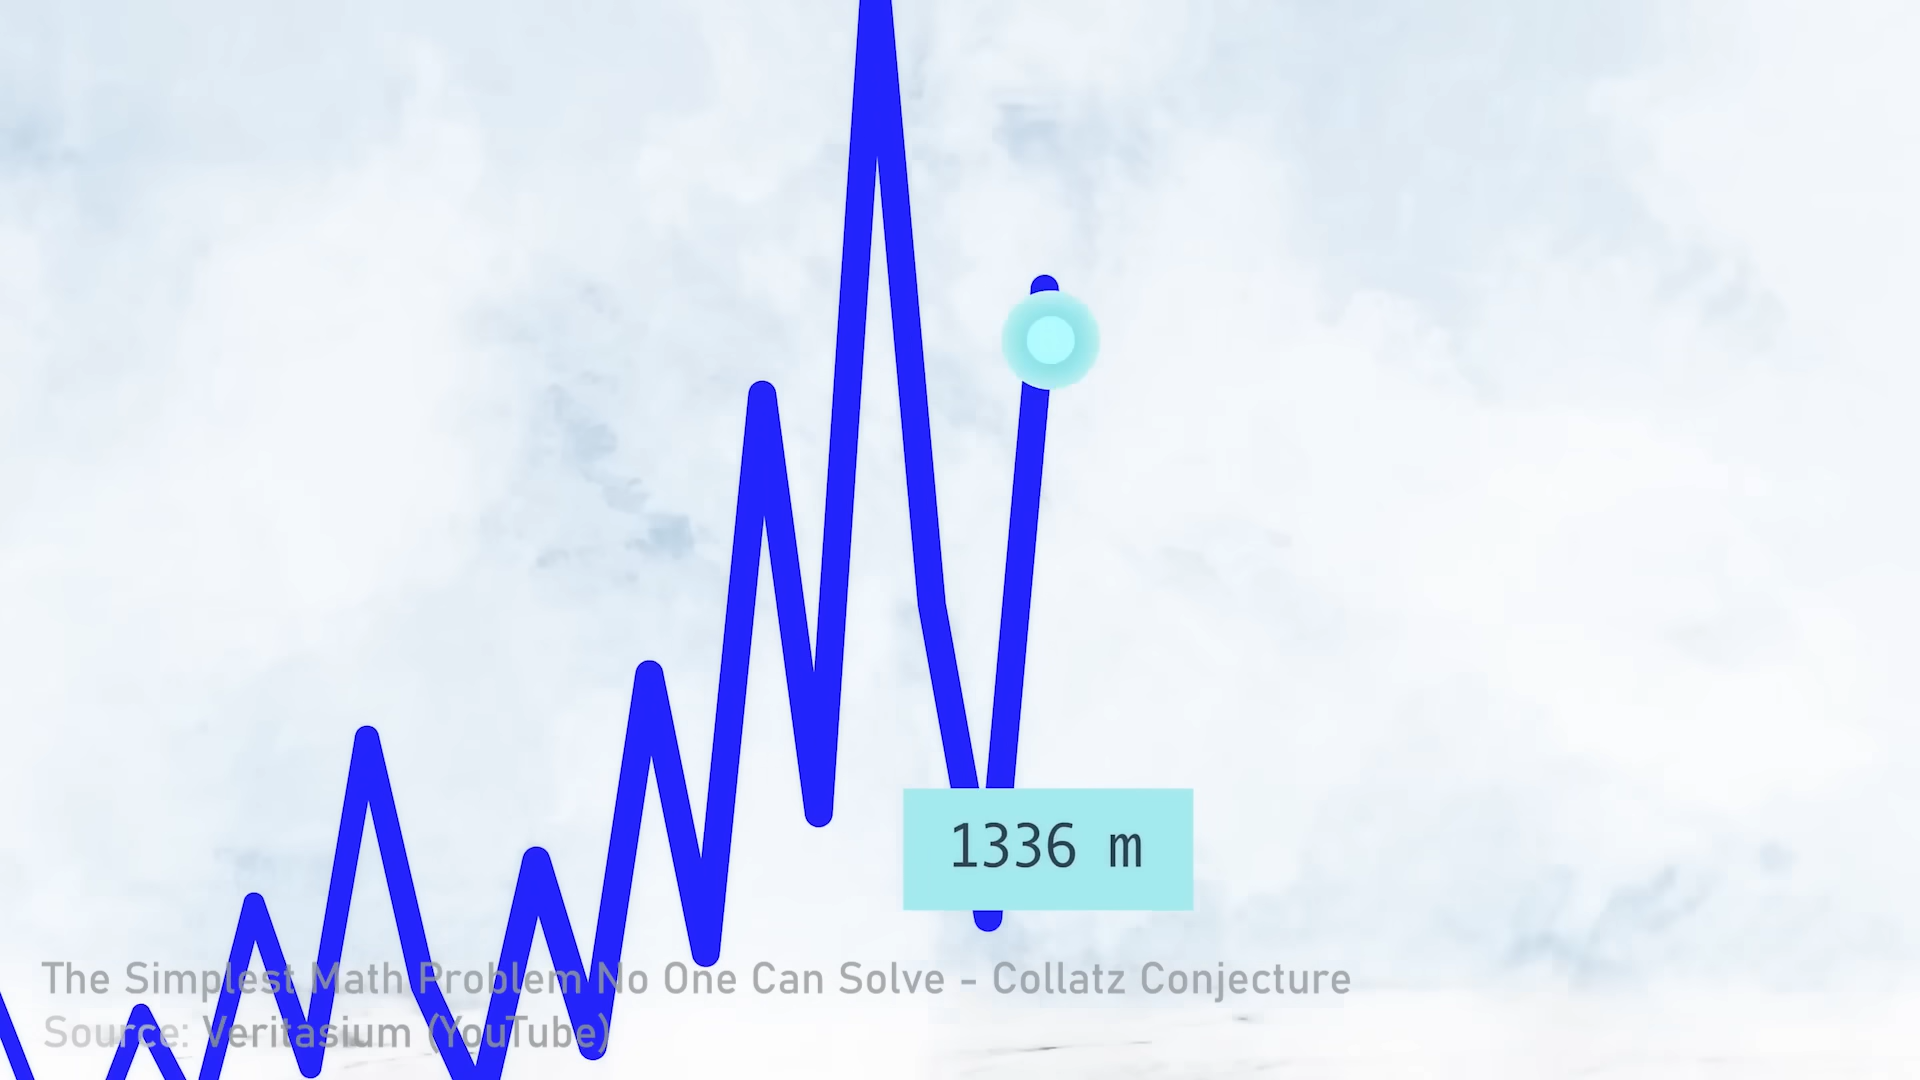 1336 m
The Simplest Math Problem No One Can Solve - Collatz Conjecture
Source: Veritasium (YouTube)